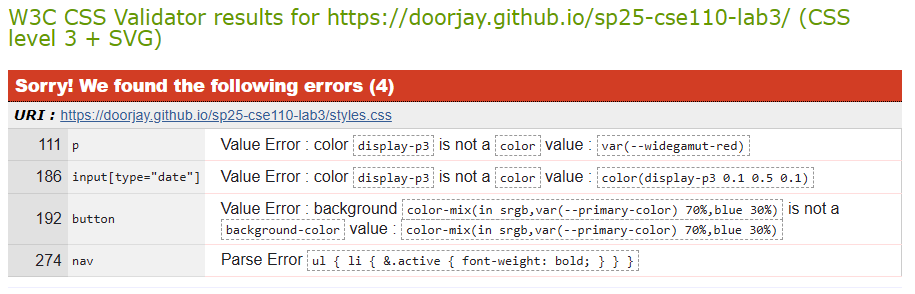 W3C CSS Validator results for https://doorjay.github.io/sp25-cse110-lab3/ (CSS
level 3 + SVG)
Sorry! We found the following errors (4)
URI : https://doorjay.github.io/sp25-cse110-lab3/styles.css
111 p Value Error : color display-p3 is not a color value : var(--widegamut-red)
186 input[type="date"] Value Error : color display-p3 is not a color value : color(display-p3 0.1 0.5 0.1)
192 button Value Error : background color-mix(in srgb,var(--primary-color) 70%,blue 30%) is not a
background-color value : color-mix(in srgb,var(--primary-color) 70%,blue 30%)
274 nav Parse Error ul { li { &.active { font-weight: bold; } } }